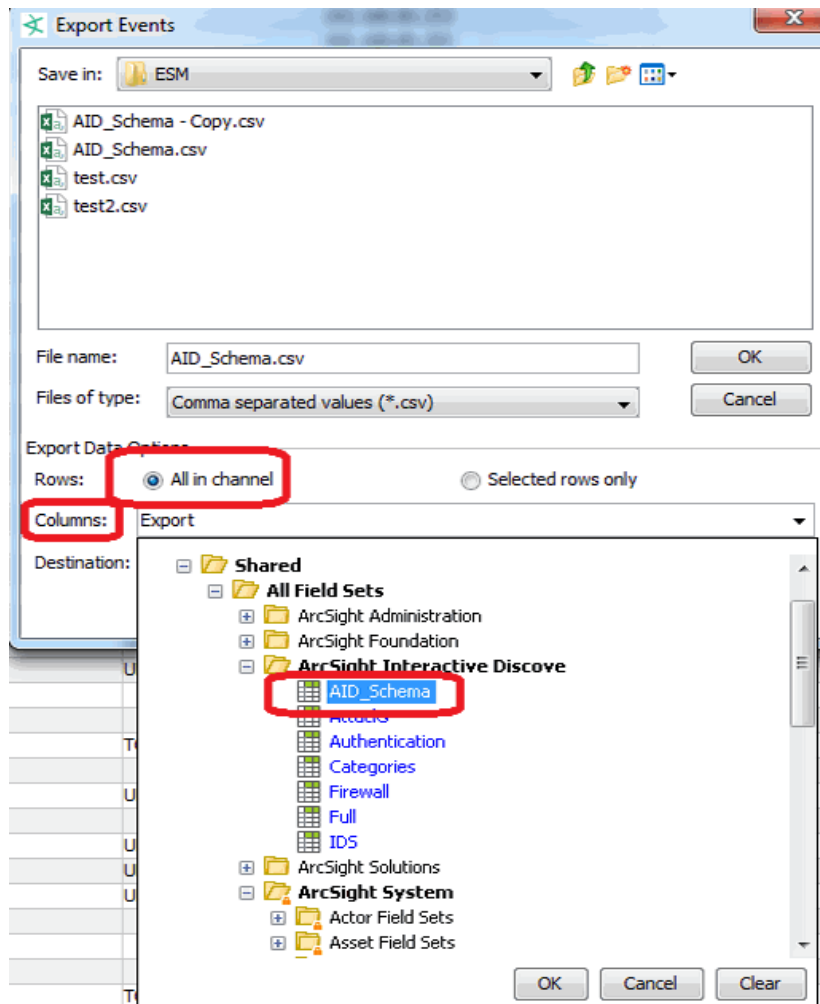 Export Events
Save in: ESM
AID_Schema - Copy.csv
AID_Schema.csv
test.csv
test2.csv
File name: AID_Schema.csv OK
Files of type: Comma separated values (*.csv) Cancel
Export Data Options
Rows: All in channel Selected rows only
Columns: Export
Destination:
Shared
All Field Sets
ArcSight Administration
ArcSight Foundation
ArcSight Interactive Discove
AID_Schema
Authentication
Categories
Firewall
Full
IDS
ArcSight Solutions
ArcSight System
Actor Field Sets
Asset Field Sets
OK Cancel Clear